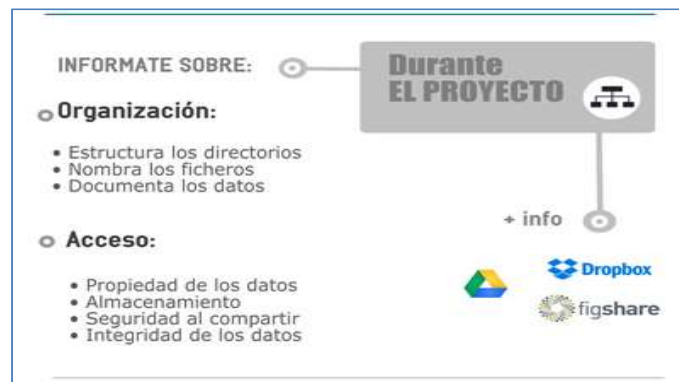 INFORMATE SOBRE:
Durante
EL PROYECTO
Organización:
• Estructura los directorios
• Nombra los ficheros
• Documenta los datos
+ info
Acceso:
• Propiedad de los datos
• Almacenamiento
• Seguridad al compartir
• Integridad de los datos
Dropbox
figshare